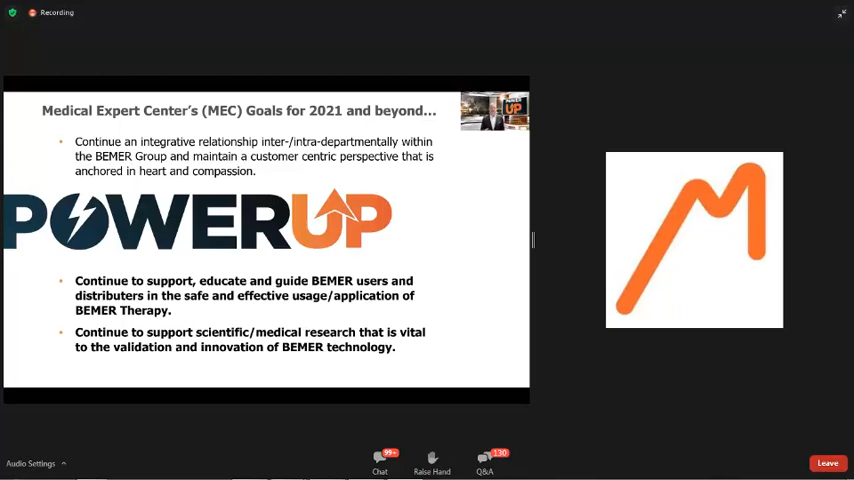 Recording
Medical Expert Center's (MEC) Goals for 2021 and beyond...
• Continue an integrative relationship inter-/intra-departmentally within
the BEMER Group and maintain a customer centric perspective that is
anchored in heart and compassion.
POWERUP
• Continue to support, educate and guide BEMER users and
distributers in the safe and effective usage/application of
BEMER Therapy.
• Continue to support scientific/medical research that is vital
to the validation and innovation of BEMER technology.
POWER
UP
Audio Settings
99+
Chat
Raise Hand
130
Q&A
Leave